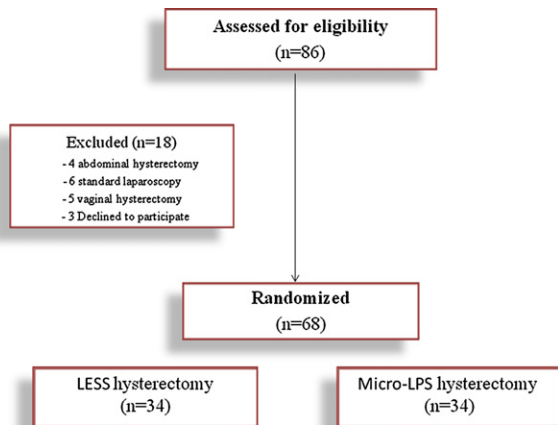 Assessed for eligibility
(n=86)
Excluded (n=18)
- 4 abdominal hysterectomy
- 6 standard laparoscopy
- 5 vaginal hysterectomy
- 3 Declined to participate
Randomized
(n=68)
LESS hysterectomy
(n=34)
Micro-LPS hysterectomy
(n=34)